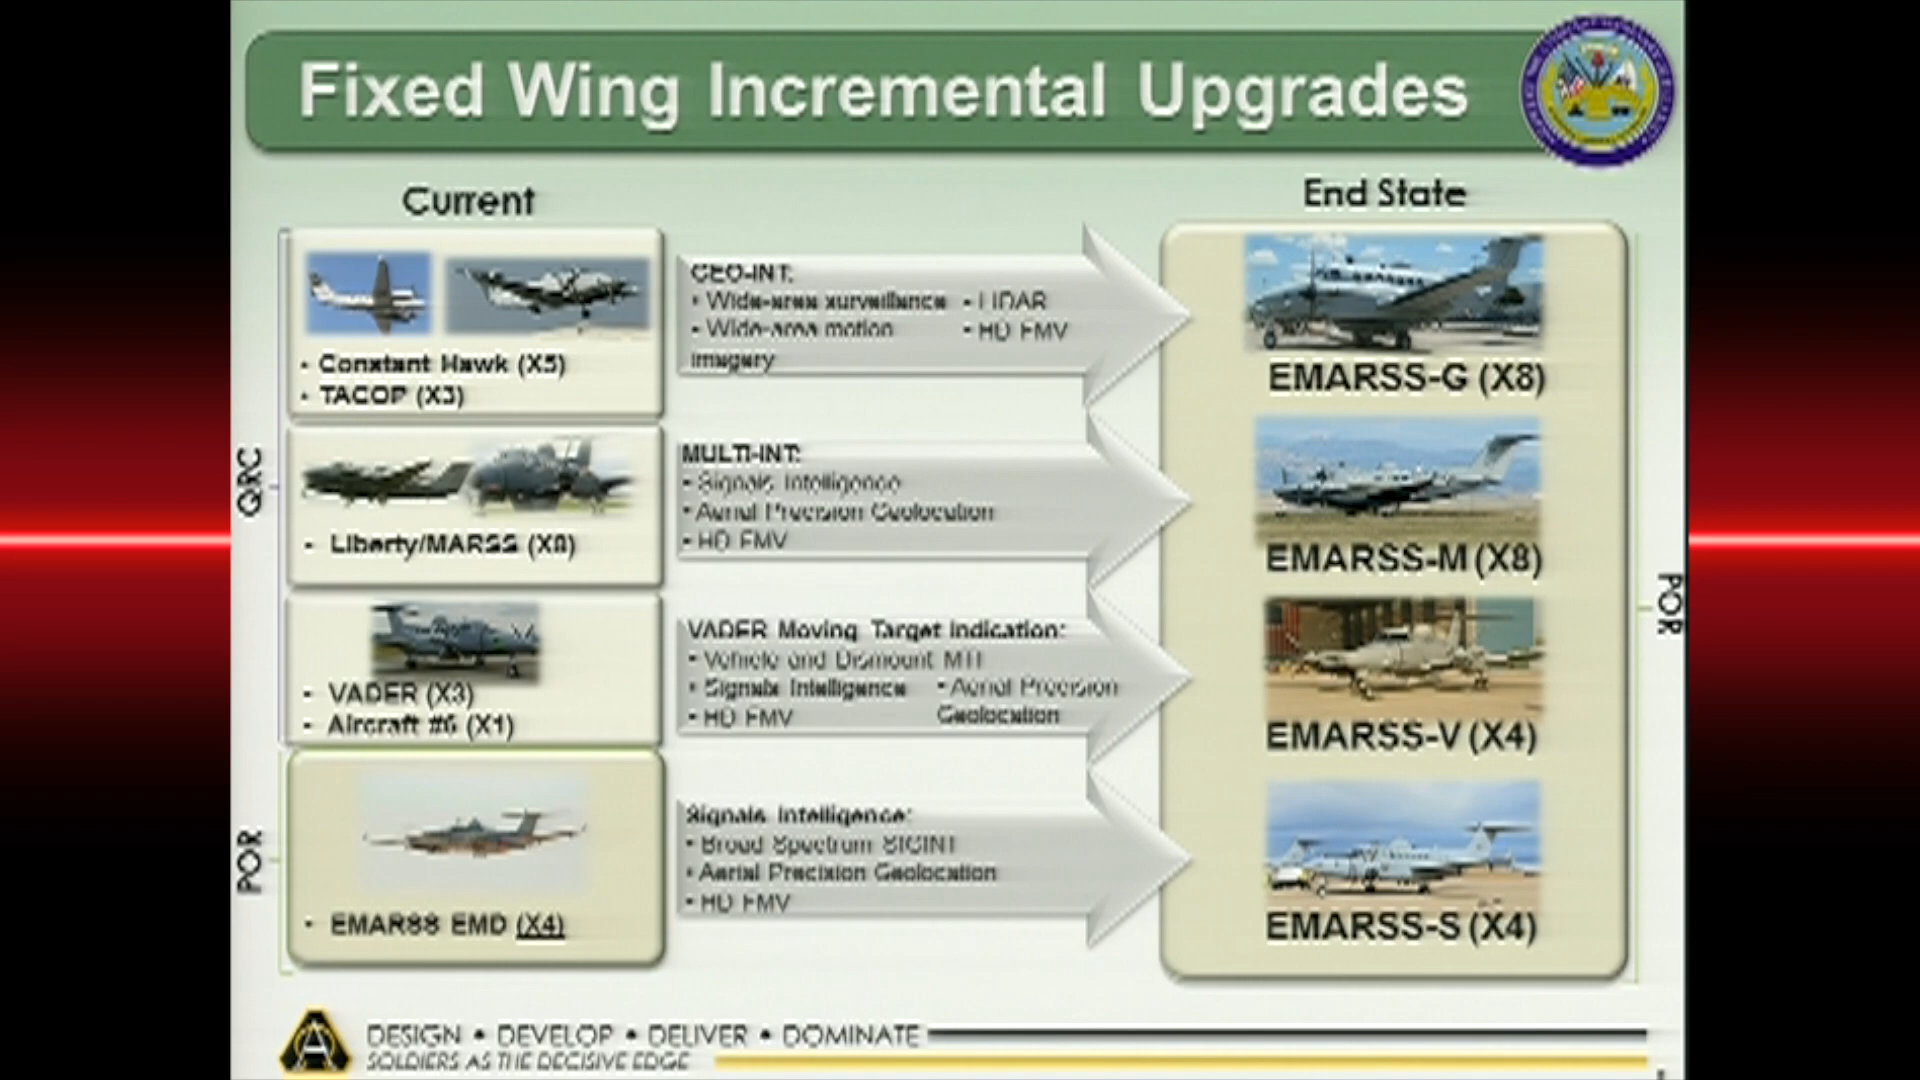 Fixed Wing Incremental Upgrades
Current
End State
GEO-INT:
• Wide-area surveillance • LIDAR
• Wide-area motion • HD FMV
imagery
• Constant Hawk (X5)
• TACOP (X3)
EMARSS-G (X8)
QRC
MULTI-INT:
• Signals Intelligence
• Aerial Precision Geolocation
• HD FMV
• Liberty/MARSS (X8)
EMARSS-M (X8)
VADER Moving Target Indication:
• Vehicle and Dismount MTI
• Signals Intelligence • Aerial Precision
• HD FMV Geolocation
• VADER (X3)
• Aircraft #6 (X1)
EMARSS-V (X4)
POR
Signals Intelligence:
• Broad Spectrum SIGINT
• Aerial Precision Geolocation
• HD FMV
POR
• EMARSS EMD (X4)
EMARSS-S (X4)
DESIGN • DEVELOP • DELIVER • DOMINATE
SOLDIERS AS THE DECISIVE EDGE